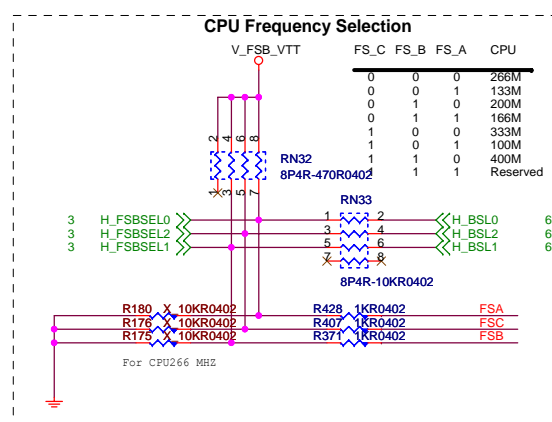 CPU Frequency Selection
V_FSB_VTT FS_C FS_B FS_A CPU
0 0 0 266M
0 0 1 133M
0 1 0 200M
0 1 1 166M
1 0 0 333M
1 0 1 100M
1 1 0 400M
1 1 1 Reserved
2 4 6 8
RN32
8P4R-470R0402
1 3 5 7
RN33
3 H_FSBSEL0 1 2 H_BSL0 6
3 H_FSBSEL2 3 4 H_BSL2 6
3 H_FSBSEL1 5 6 H_BSL1 6
7 8
8P4R-10KR0402
R180 X_10KR0402 R428 1KR0402 FSA
R176 X_10KR0402 R407 1KR0402 FSC
R175 X_10KR0402 R371 1KR0402 FSB
For CPU266 MHZ